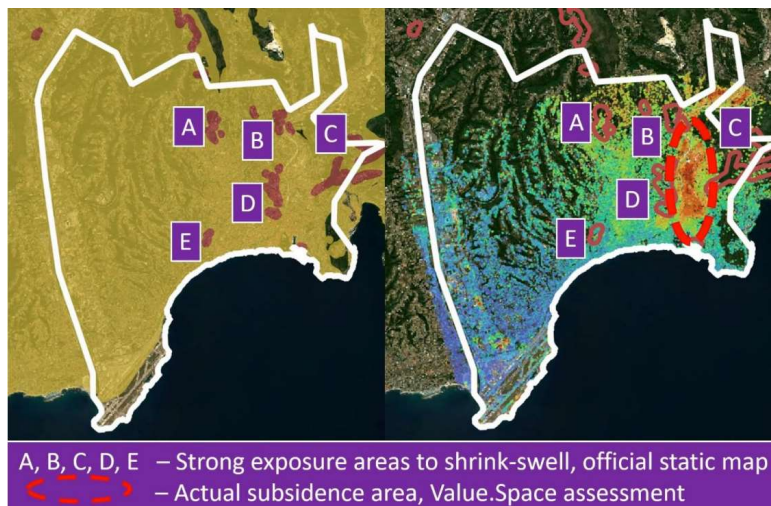 A
B
C
D
E
A
B
C
D
E
A, B, C, D, E – Strong exposure areas to shrink-swell, official static map
– Actual subsidence area, Value.Space assessment